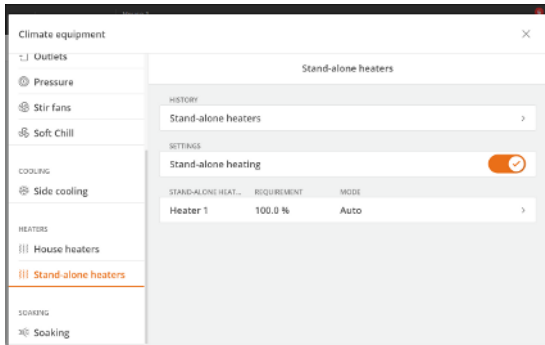 Climate equipment
Outlets
Pressure
Stir fans
Soft Chill
COOLING
Side cooling
HEATERS
House heaters
Stand-alone heaters
SOAKING
Soaking
Stand-alone heaters
HISTORY
Stand-alone heaters
SETTINGS
Stand-alone heating
STAND-ALONE HEAT... REQUIREMENT MODE
Heater 1 100.0 % Auto